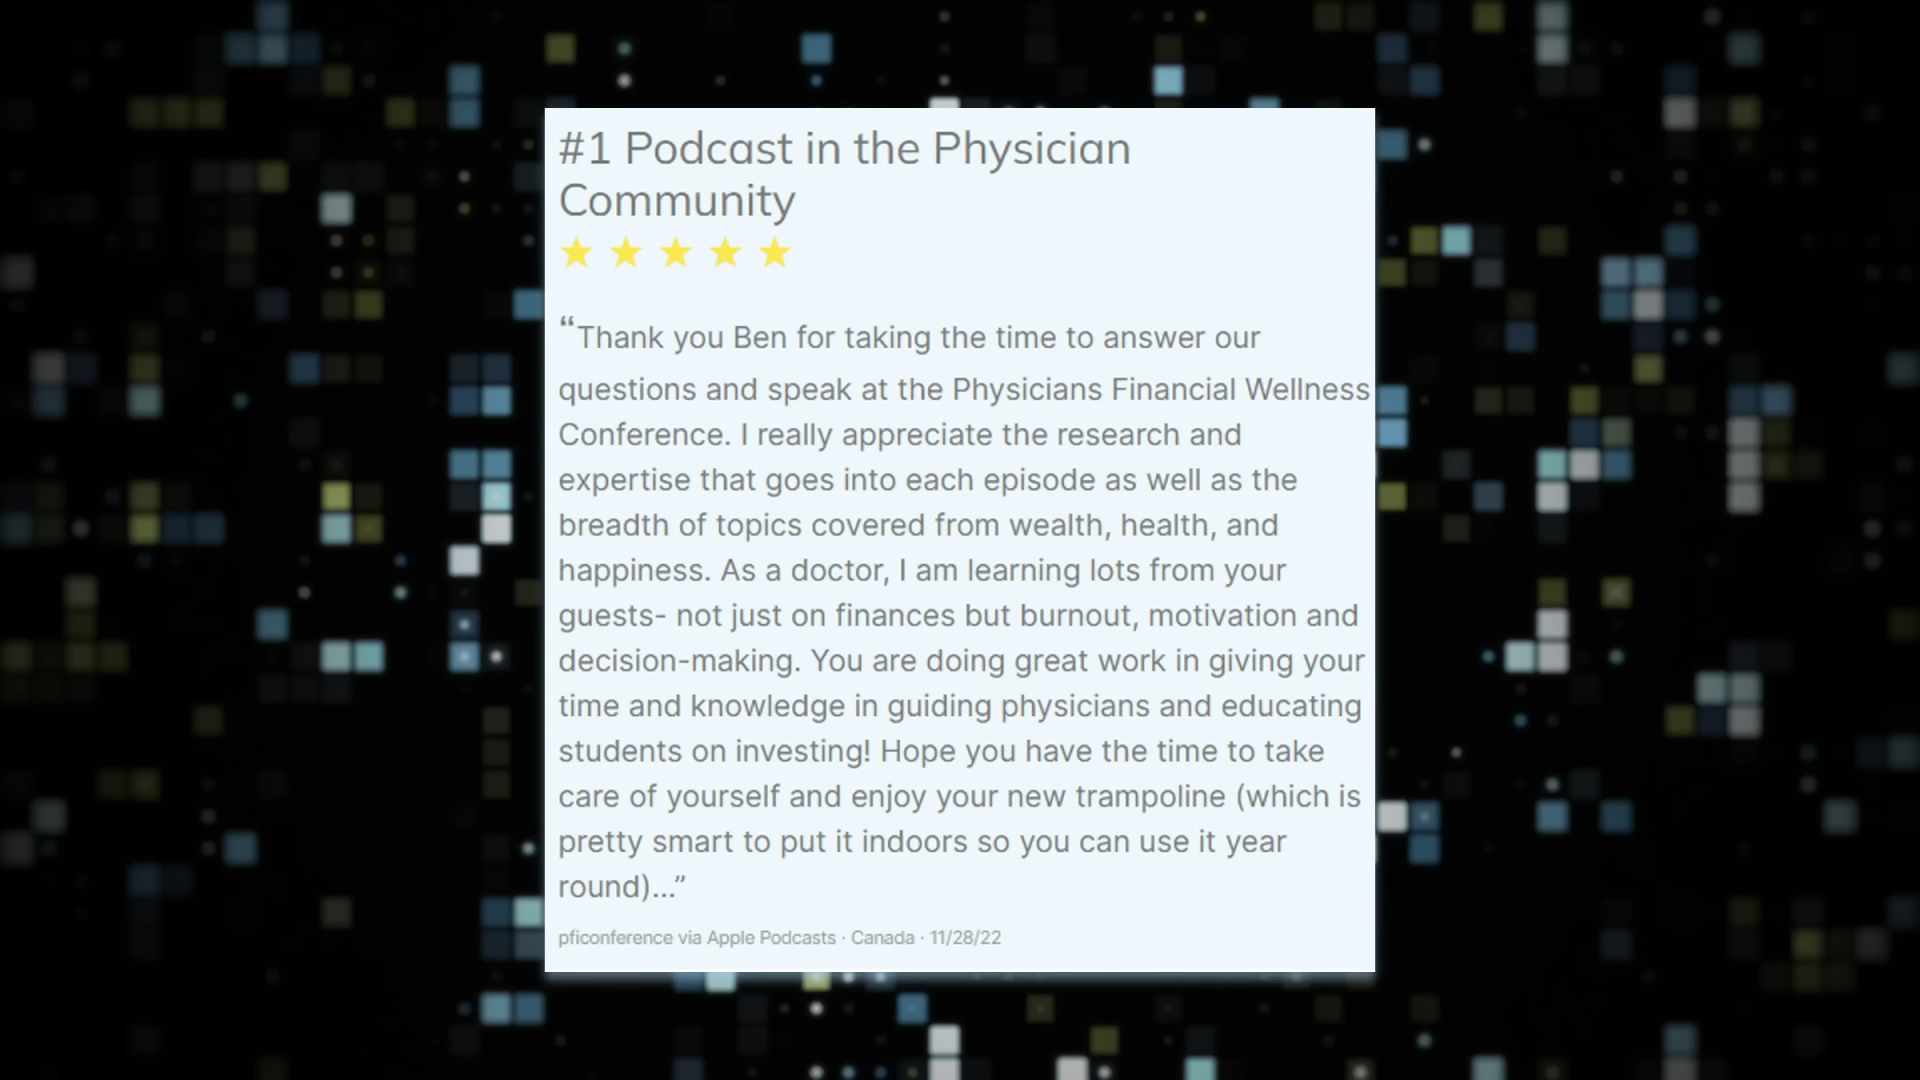 #1 Podcast in the Physician
Community
“Thank you Ben for taking the time to answer our
questions and speak at the Physicians Financial Wellness
Conference. I really appreciate the research and
expertise that goes into each episode as well as the
breadth of topics covered from wealth, health, and
happiness. As a doctor, I am learning lots from your
guests- not just on finances but burnout, motivation and
decision-making. You are doing great work in giving your
time and knowledge in guiding physicians and educating
students on investing! Hope you have the time to take
care of yourself and enjoy your new trampoline (which is
pretty smart to put it indoors so you can use it year
round)...”
pficonference via Apple Podcasts · Canada · 11/28/22